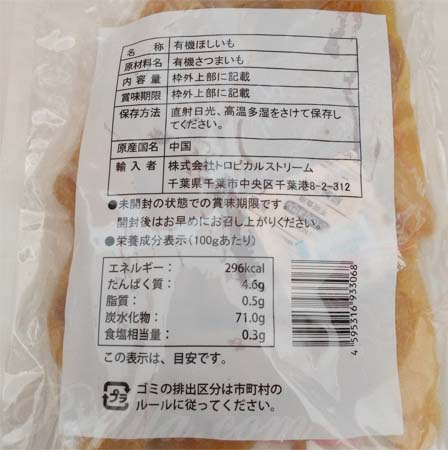 名称 有機ほしいも
原材料名 有機さつまいも
内容量 枠外上部に記載
賞味期限 枠外上部に記載
保存方法 直射日光、高温多湿をさけて保存し
てください。
原産国名 中国
輸入者 株式会社トロピカルストリーム
千葉県千葉市中央区千葉港8-2-312
●未開封の状態での賞味期限です。
開封後はお早めにお召し上がりください。
●栄養成分表示(100gあたり)
エネルギー: 296kcal
たんぱく質: 4.6g
脂質: 0.5g
炭水化物: 71.0g
食塩相当量: 0.3g
この表示は、目安です。
4595316933068
プラ
ゴミの排出区分は市町村の
ルールに従ってください。